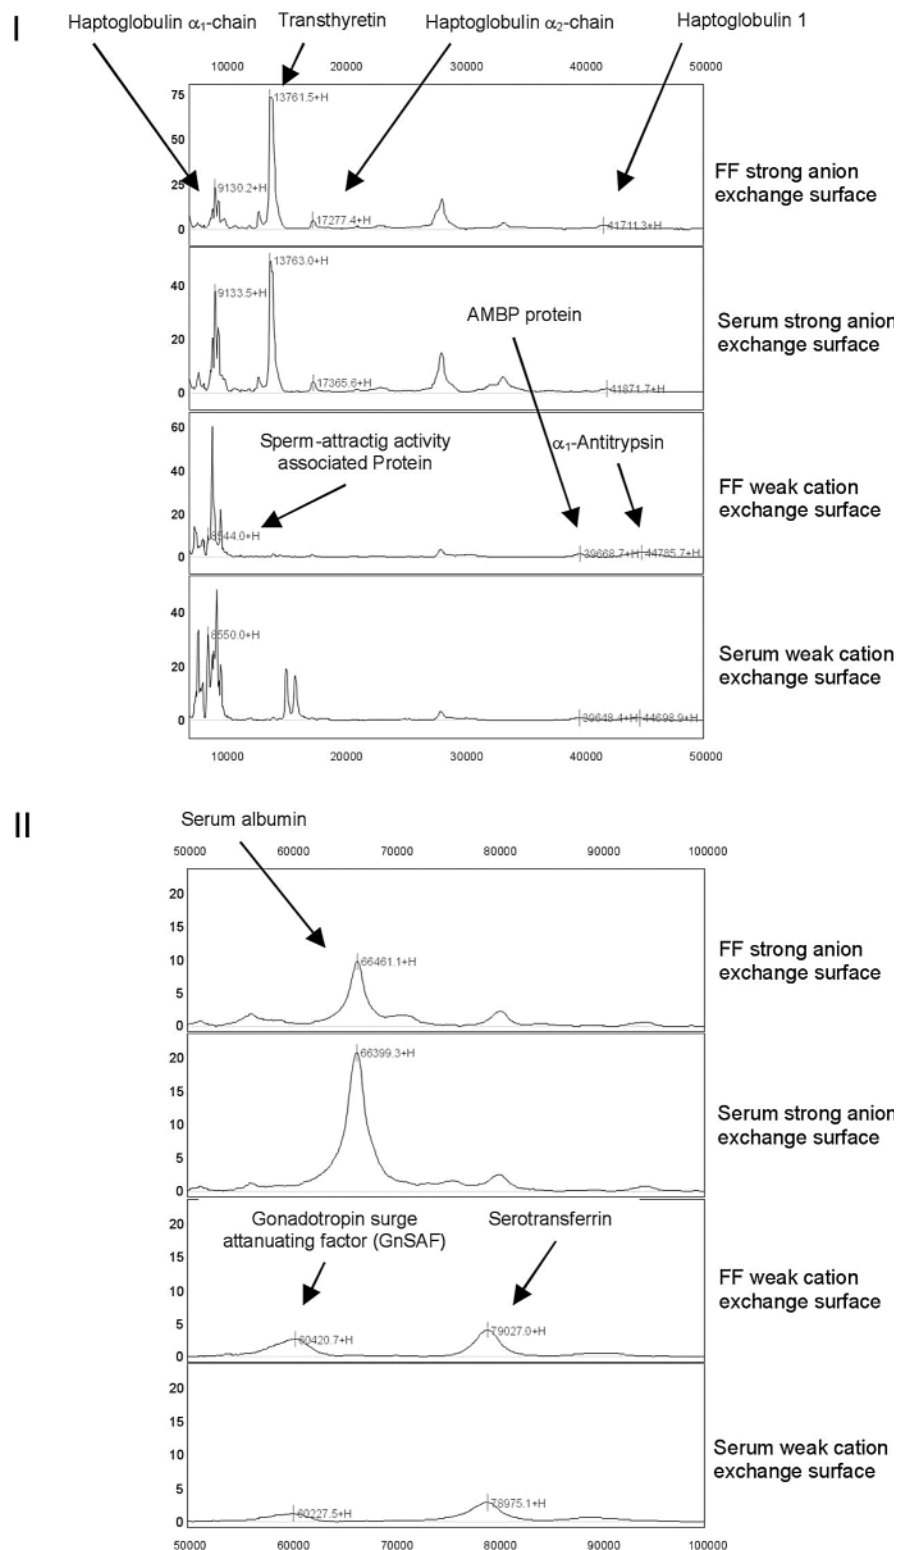 I
Haptoglobulin α1-chain Transthyretin Haptoglobulin α2-chain Haptoglobulin 1
10000 20000 30000 40000 50000
75
50
25
0
13761.5+H
9130.2+H
17277.4+H
41711.3+H
FF strong anion
exchange surface
40
20
0
13763.0+H
9133.5+H
17365.6+H
41871.7+H
AMBP protein
Serum strong anion
exchange surface
60
40
20
0
Sperm-attractig activity
associated Protein
α1-Antitrypsin
8544.0+H
39668.7+H
44785.7+H
FF weak cation
exchange surface
40
20
0
8550.0+H
39648.4+H
44698.9+H
Serum weak cation
exchange surface
10000 20000 30000 40000 50000
II
Serum albumin
50000 60000 70000 80000 90000 100000
20
15
10
5
0
66461.1+H
FF strong anion
exchange surface
20
15
10
5
0
66399.3+H
Serum strong anion
exchange surface
20
15
10
5
0
Gonadotropin surge
attanuating factor (GnSAF)
Serotransferrin
60420.7+H
79027.0+H
FF weak cation
exchange surface
20
15
10
5
0
60227.5+H
78975.1+H
Serum weak cation
exchange surface
50000 60000 70000 80000 90000 100000